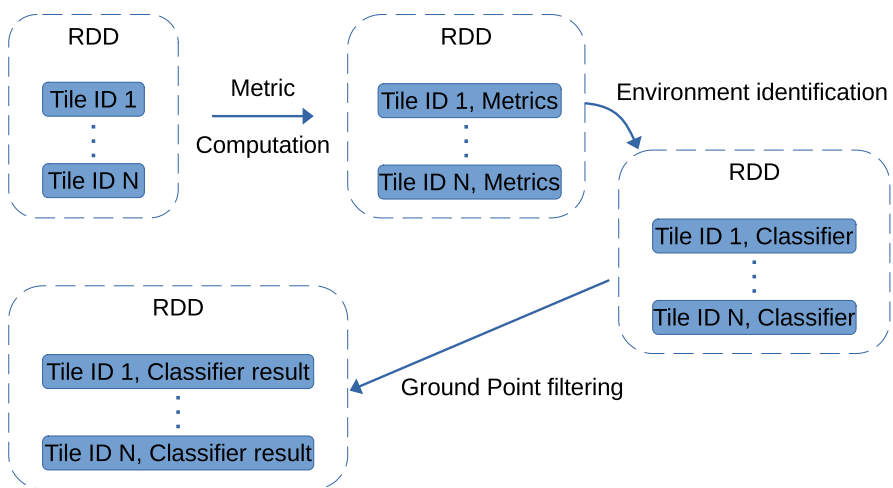 RDD
Tile ID 1
Tile ID N
Metric
Computation
RDD
Tile ID 1, Metrics
Tile ID N, Metrics
Environment identification
RDD
Tile ID 1, Classifier
Tile ID N, Classifier
Ground Point filtering
RDD
Tile ID 1, Classifier result
Tile ID N, Classifier result